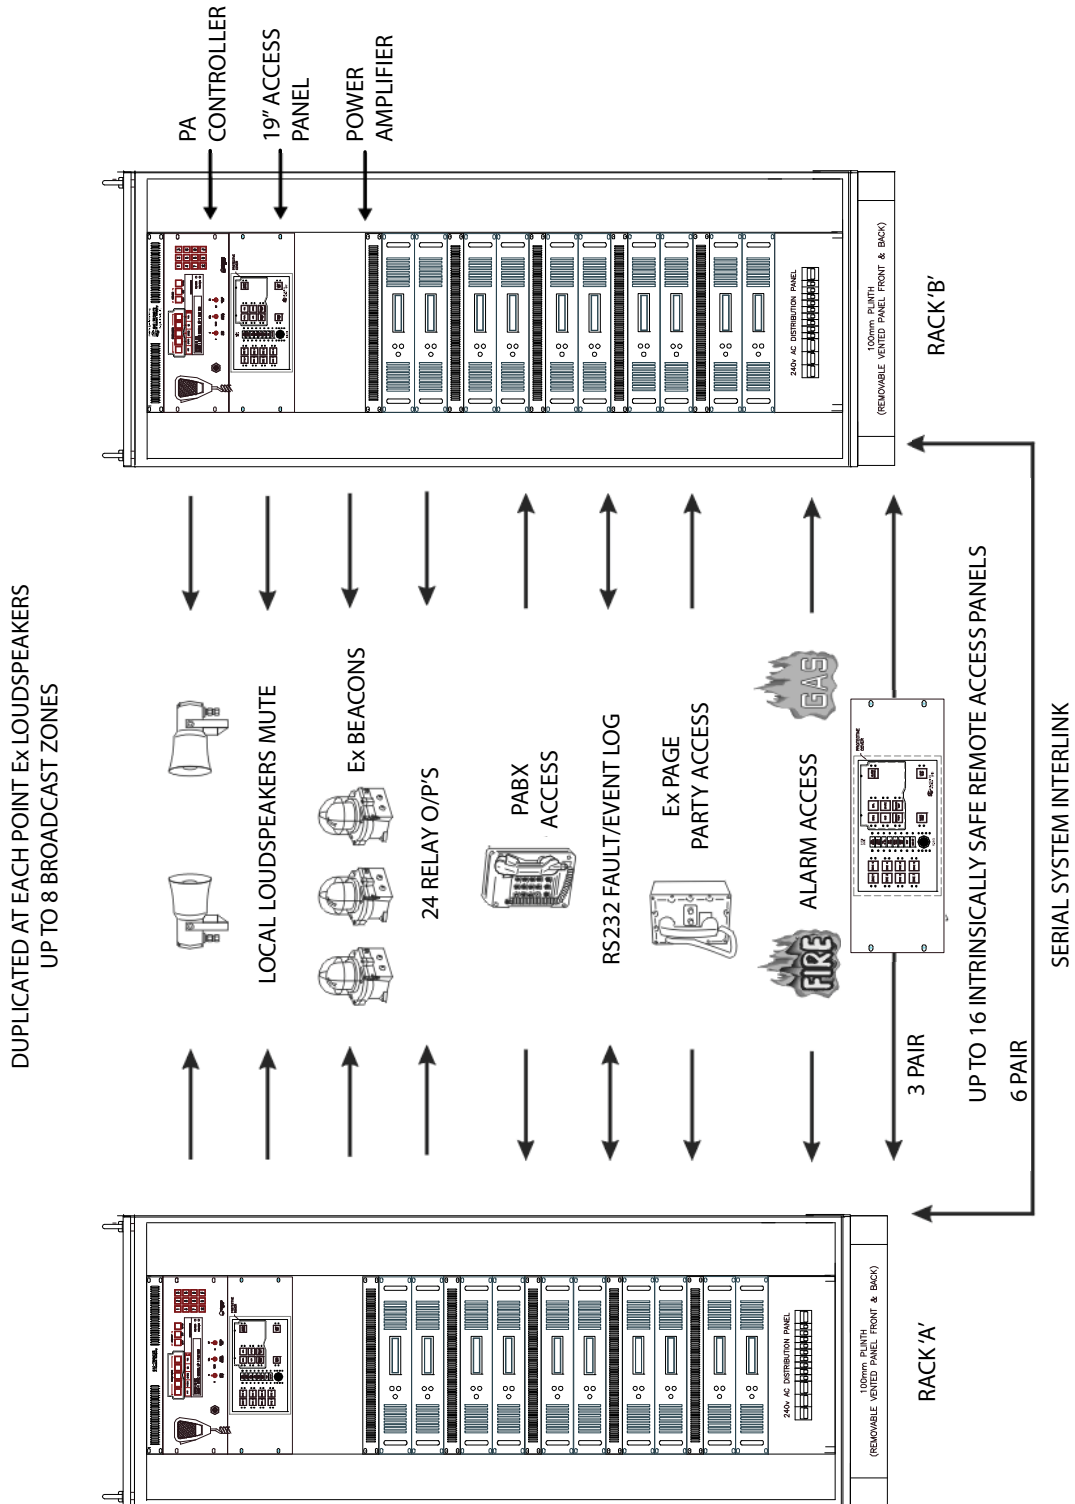 DUPLICATED AT EACH POINT Ex LOUDSPEAKERS
UP TO 8 BROADCAST ZONES
PA
CONTROLLER
19” ACCESS
PANEL
POWER
AMPLIFIER
LOCAL LOUDSPEAKERS MUTE
Ex BEACONS
24 RELAY O/P'S
PABX
ACCESS
RS232 FAULT/EVENT LOG
Ex PAGE
PARTY ACCESS
FIRE
ALARM ACCESS
GAS
PROTECTIVE
COVER
3 PAIR
UP TO 16 INTRINSICALLY SAFE REMOTE ACCESS PANELS
6 PAIR
SERIAL SYSTEM INTERLINK
240v AC DISTRIBUTION PANEL
100mm PLINTH
(REMOVABLE VENTED PANEL FRONT & BACK)
RACK ‘A’
240v AC DISTRIBUTION PANEL
100mm PLINTH
(REMOVABLE VENTED PANEL FRONT & BACK)
RACK ‘B’